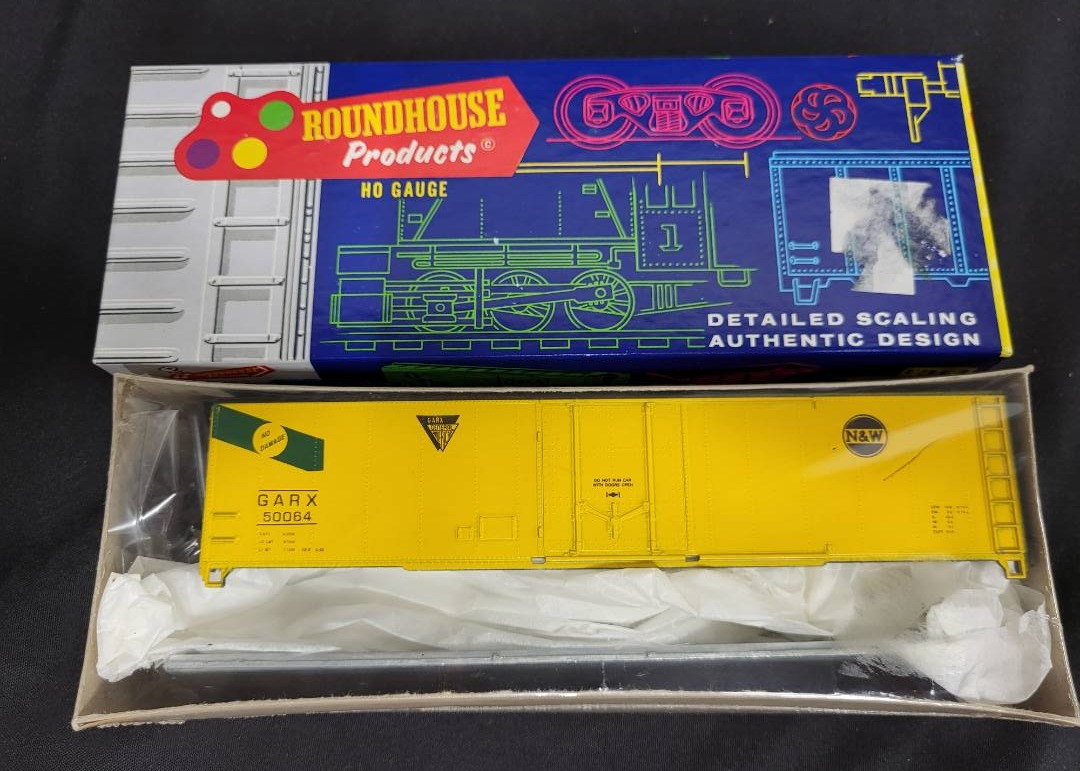 ROUNDHOUSE
Products ©
HO GAUGE
1
DETAILED SCALING
AUTHENTIC DESIGN
NO
DAMAGE
GARX
N&W
DO NOT RUN CAR
WITH DOORS OPEN
GARX
50064